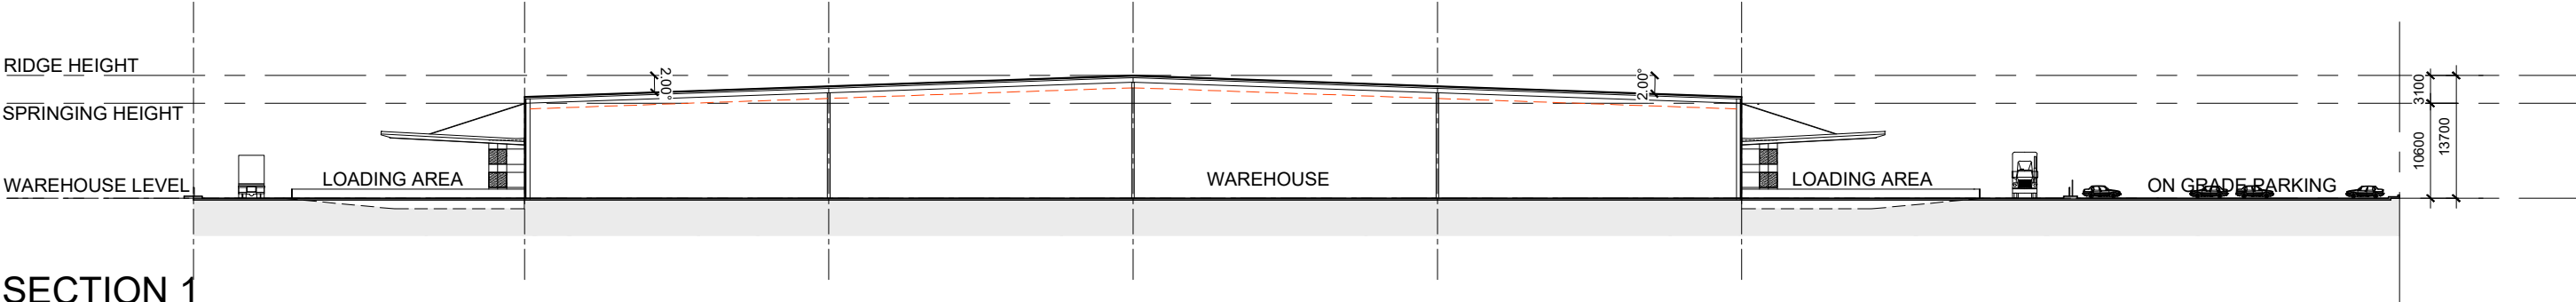 RIDGE HEIGHT
2.00°
2.00°
3100
SPRINGING HEIGHT
10600
13700
WAREHOUSE LEVEL
LOADING AREA
WAREHOUSE
LOADING AREA
ON GRADE PARKING
SECTION 1